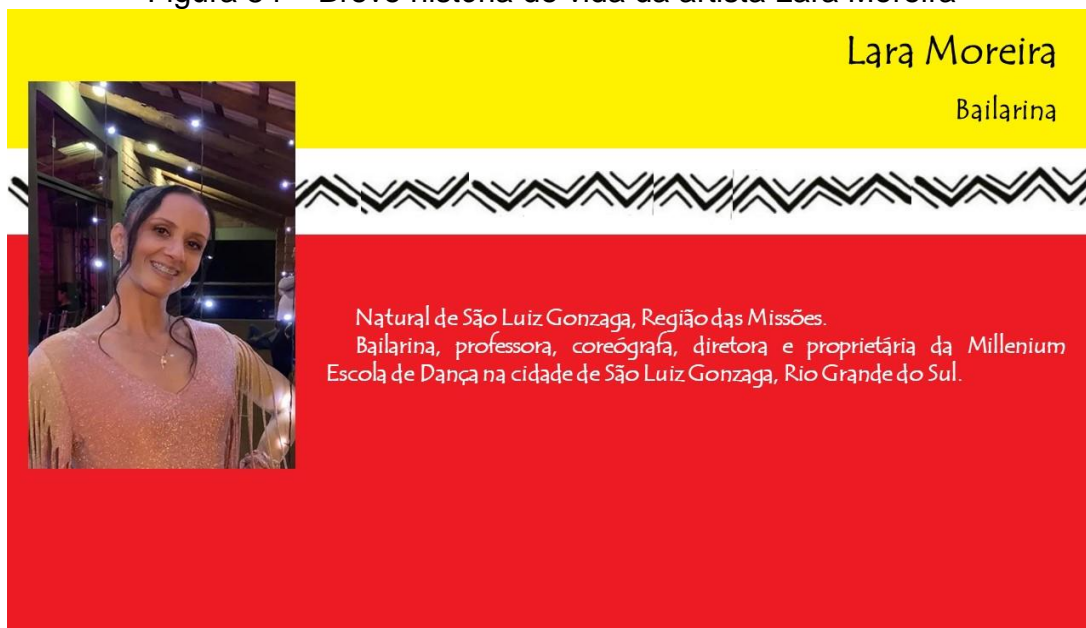 Lara Moreira
Bailarina
Natural de São Luiz Gonzaga, Região das Missões.
Bailarina, professora, coreógrafa, diretora e proprietária da Millenium
Escola de Dança na cidade de São Luiz Gonzaga, Rio Grande do Sul.